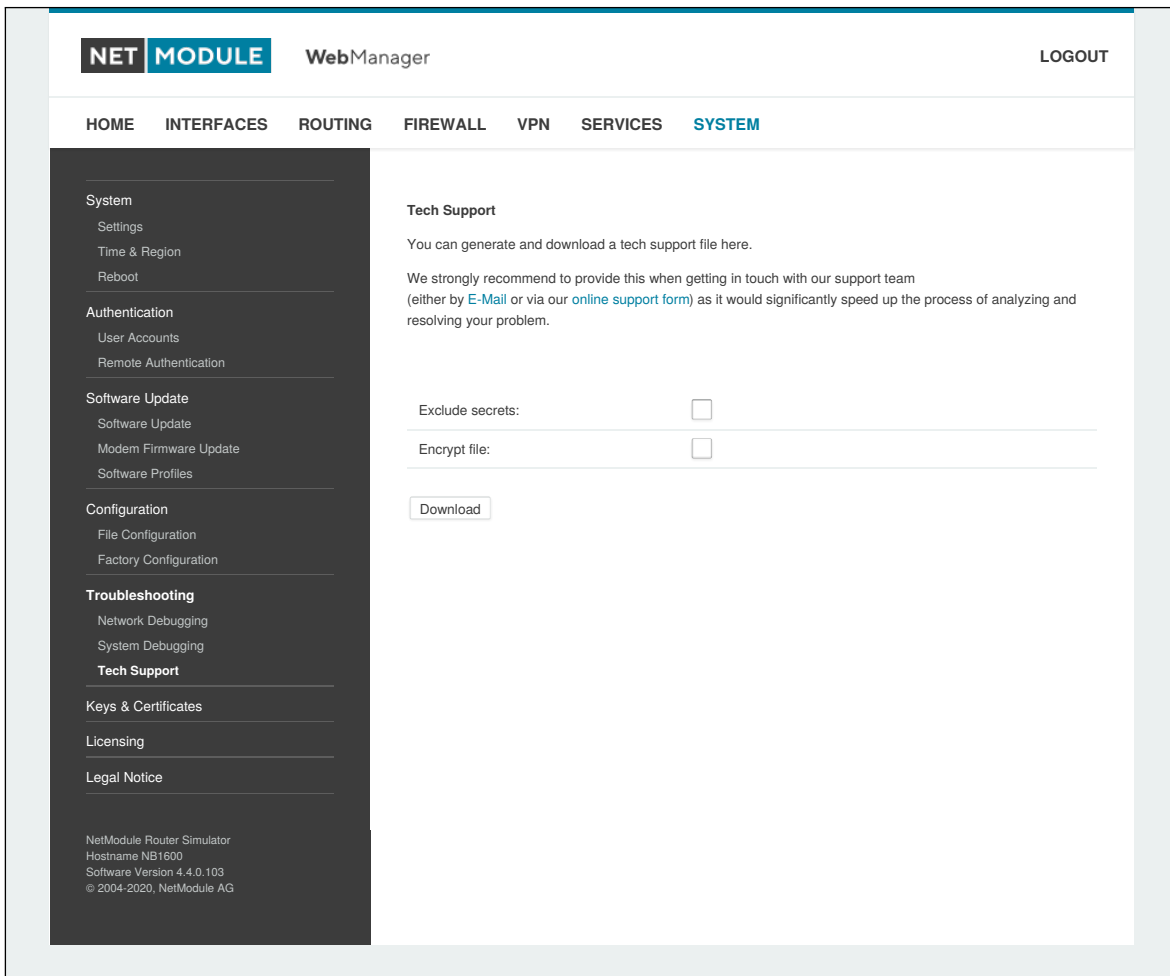 NET MODULE WebManager LOGOUT
HOME INTERFACES ROUTING FIREWALL VPN SERVICES SYSTEM
System
Settings
Time & Region
Reboot
Authentication
User Accounts
Remote Authentication
Software Update
Software Update
Modem Firmware Update
Software Profiles
Configuration
File Configuration
Factory Configuration
Troubleshooting
Network Debugging
System Debugging
Tech Support
Keys & Certificates
Licensing
Legal Notice
NetModule Router Simulator
Hostname NB1600
Software Version 4.4.0.103
© 2004-2020, NetModule AG
Tech Support
You can generate and download a tech support file here.
We strongly recommend to provide this when getting in touch with our support team
(either by E-Mail or via our online support form) as it would significantly speed up the process of analyzing and
resolving your problem.
Exclude secrets:
Encrypt file:
Download